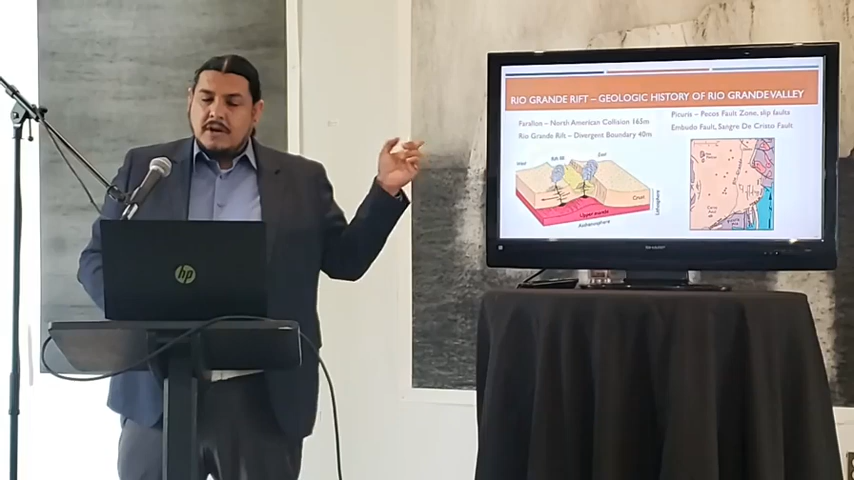 RIO GRANDE RIFT – GEOLOGIC HISTORY OF RIO GRANDE VALLEY
Farallon – North American Collision 165m
Rio Grande Rift – Divergent Boundary 40m
Picuris – Pecos Fault Zone, slip faults
Embudo Fault, Sangre De Cristo Fault
East
Crust
Upper mantle
Asthenosphere
Lithosphere
SHARP
hp